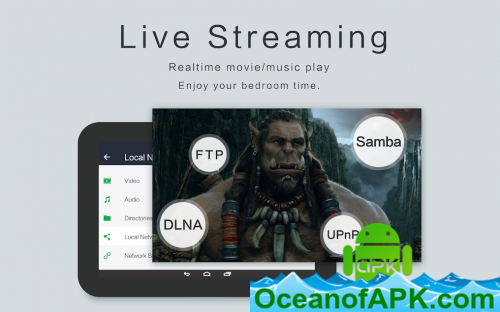 Live Streaming
Realtime movie/music play
Enjoy your bedroom time.
Local N
Video
Audio
Directories
Local Netw
Network S
FTP
Samba
DLNA
UPnP
APK
OceanofAPK.com